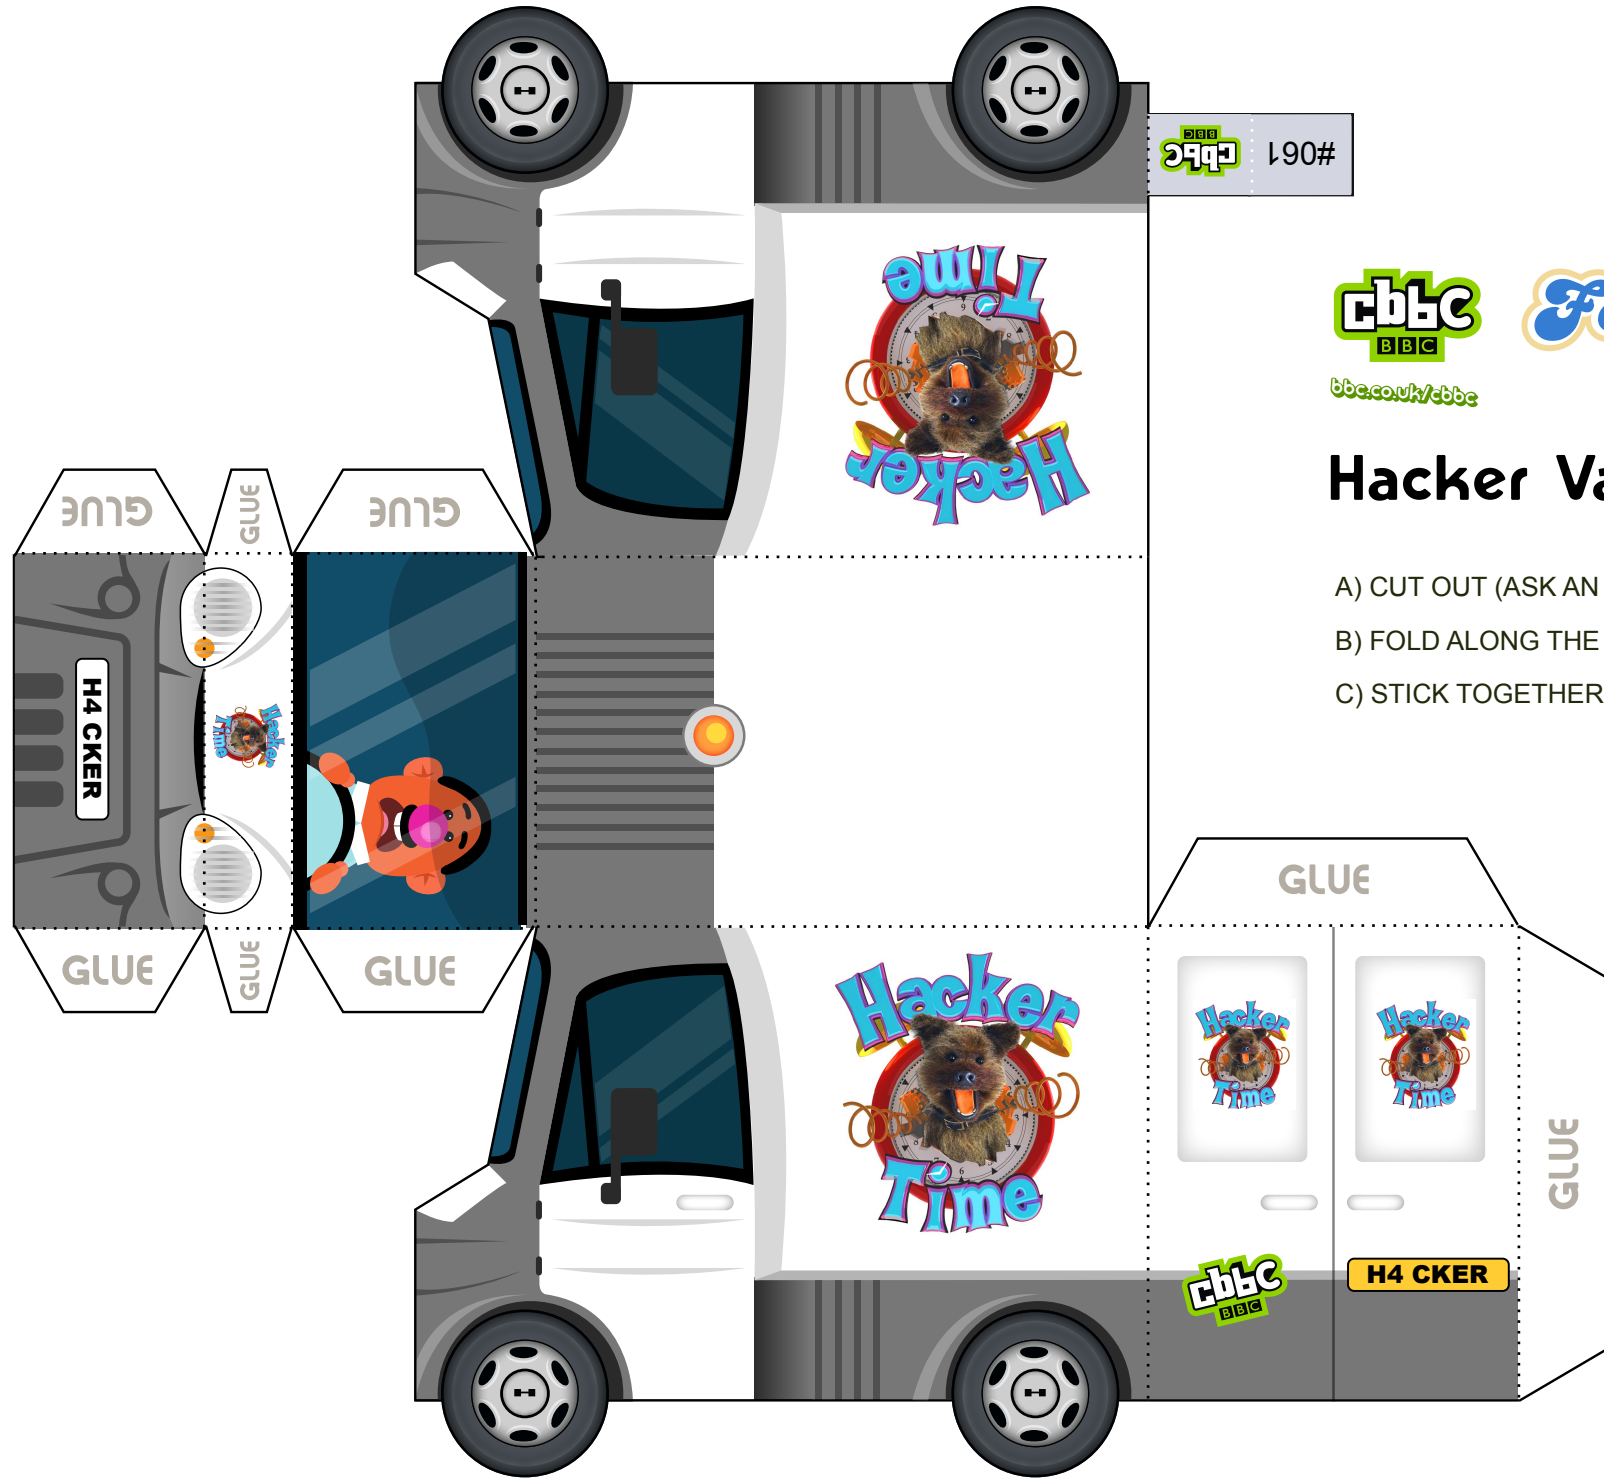 cbbc
BBC
#061
Hacker
Time
cbbc
BBC
bbc.co.uk/cbbc
Hacker Va
GLUE
GLUE
GLUE
A) CUT OUT (ASK AN
B) FOLD ALONG THE
C) STICK TOGETHER
H4 CKER
Hacker
Time
GLUE
GLUE
GLUE
GLUE
Hacker
Time
Hacker
Time
Hacker
Time
GLUE
cbbc
BBC
H4 CKER